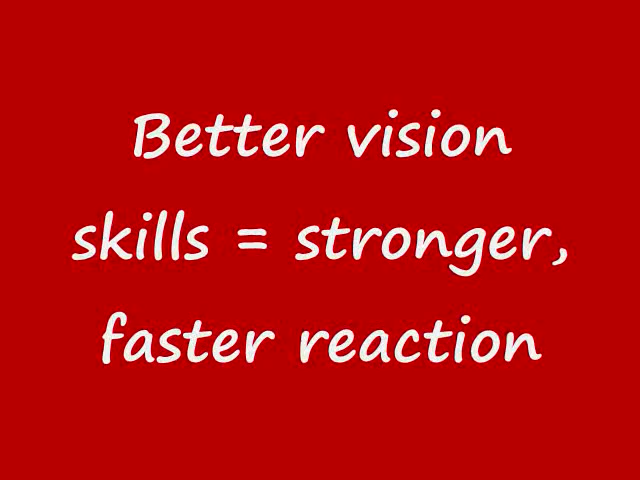 Better vision
skills = stronger,
faster reaction